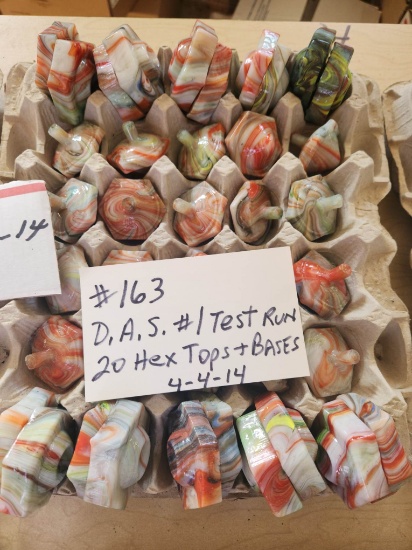 -14
#163
D.A.S. #1 Test Run
20 Hex Tops + Bases
4-4-14